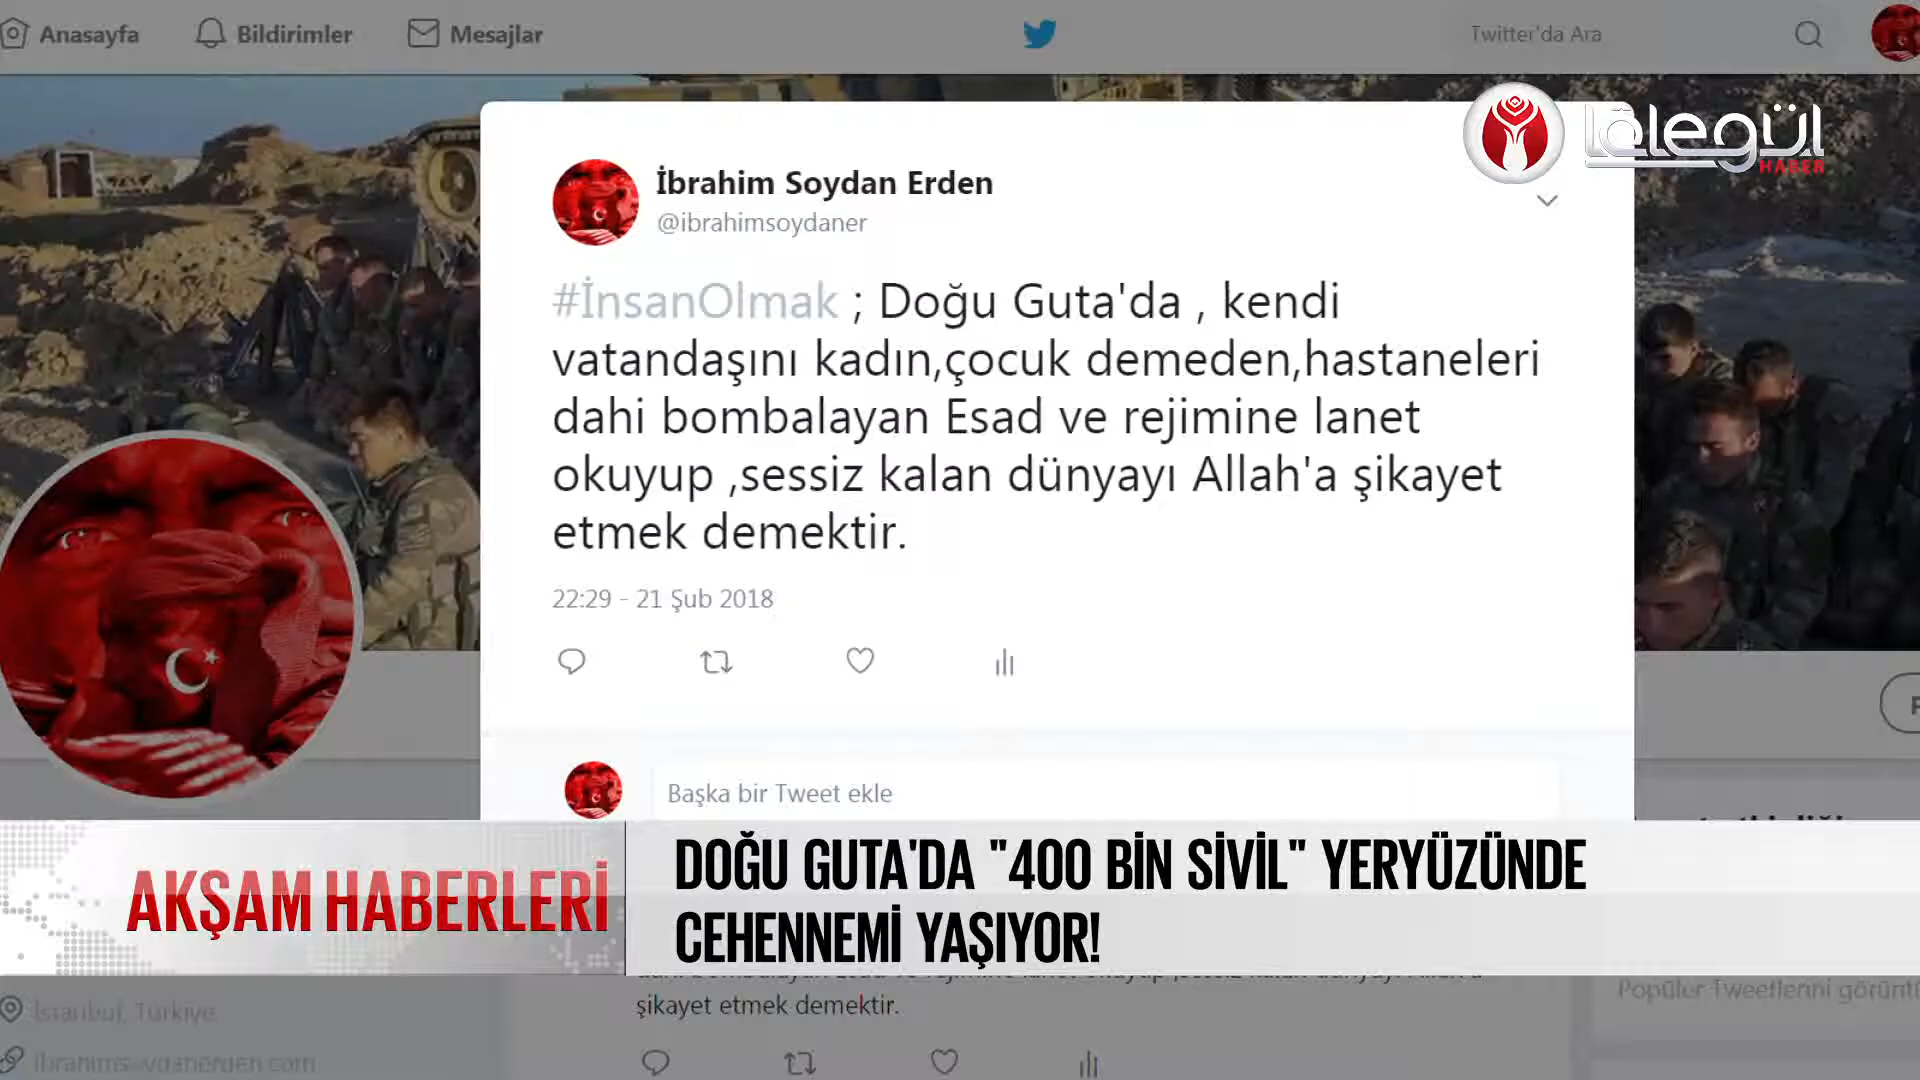 Anasayfa
Bildirimler
Mesajlar
Twitter'da Ara
lalegül
HABER
İbrahim Soydan Erden
@ibrahimsoydaner
#İnsanOlmak ; Doğu Guta'da , kendi
vatandaşını kadın,çocuk demeden,hastaneleri
dahi bombalayan Esad ve rejimine lanet
okuyup ,sessiz kalan dünyayı Allah'a şikayet
etmek demektir.
22:29 - 21 Şub 2018
Başka bir Tweet ekle
AKŞAM HABERLERİ
DOĞU GUTA'DA "400 BİN SİVİL" YERYÜZÜNDE
CEHENNEMİ YAŞIYOR!
şikayet etmek demektir.
İstanbul, Türkiye
ibrahimsoydanerden.com
Popüler Tweetlerini